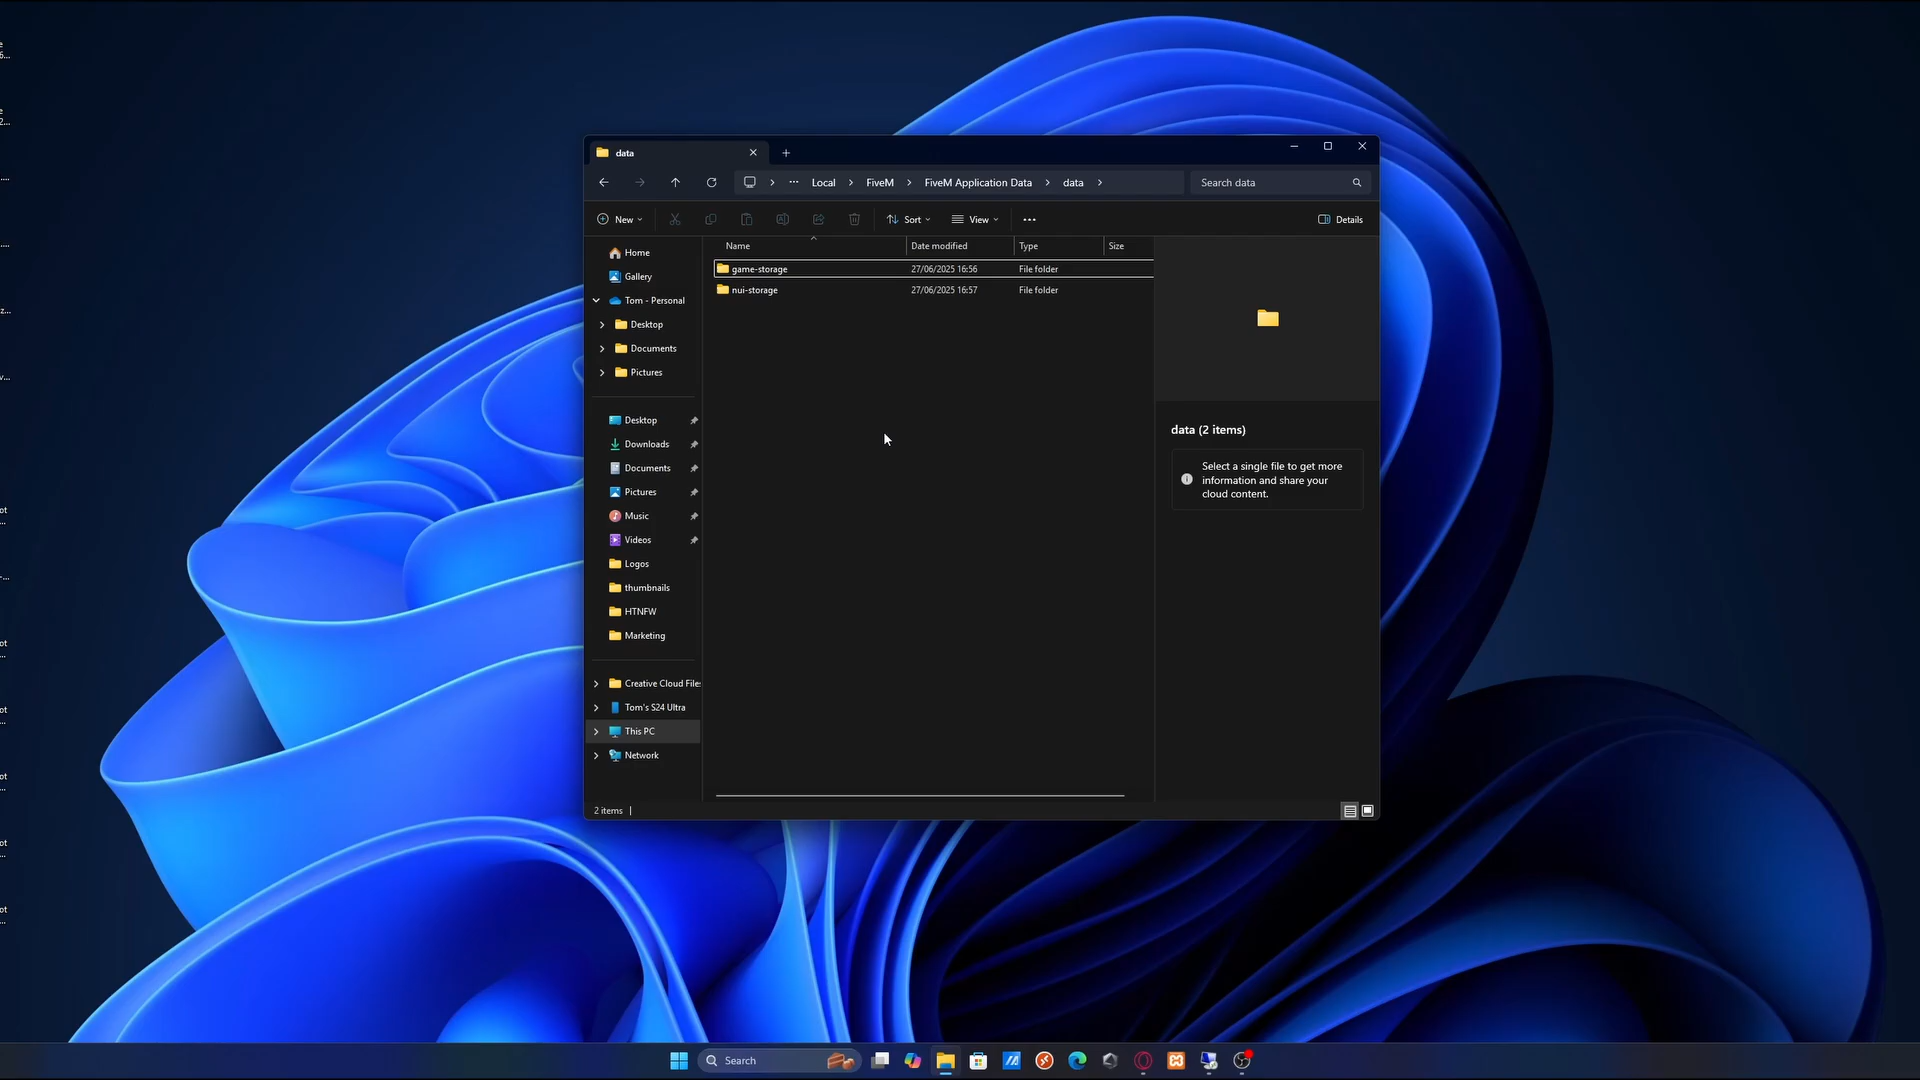 data
Local
FiveM
FiveM Application Data
data
Search data
New
Sort
View
Details
Home
Gallery
Tom - Personal
Desktop
Documents
Pictures
Desktop
Downloads
Documents
Pictures
Music
Videos
Logos
thumbnails
HTNFW
Marketing
Creative Cloud Files
Tom's S24 Ultra
This PC
Network
Name Date modified Type Size
game-storage 27/06/2025 16:56 File folder
nui-storage 27/06/2025 16:57 File folder
data (2 items)
Select a single file to get more
information and share your
cloud content.
2 items
Search